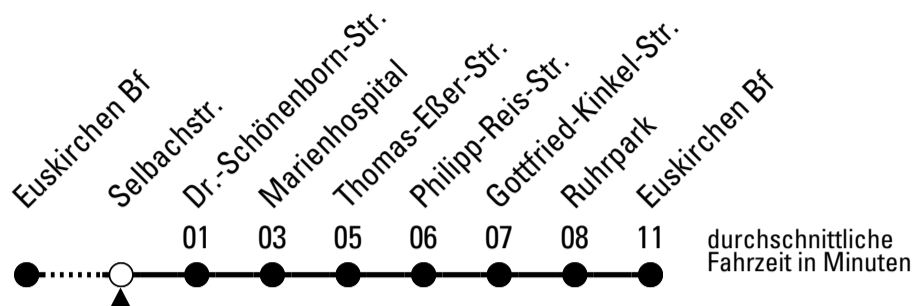 Euskirchen Bf
Selbachstr.
Dr.-Schönenborn-Str.
Marienhospital
Thomas-Eßer-Str.
Philipp-Reis-Str.
Gottfried-Kinkel-Str.
Ruhrpark
Euskirchen Bf
01 03 05 06 07 08 11
durchschnittliche
Fahrzeit in Minuten